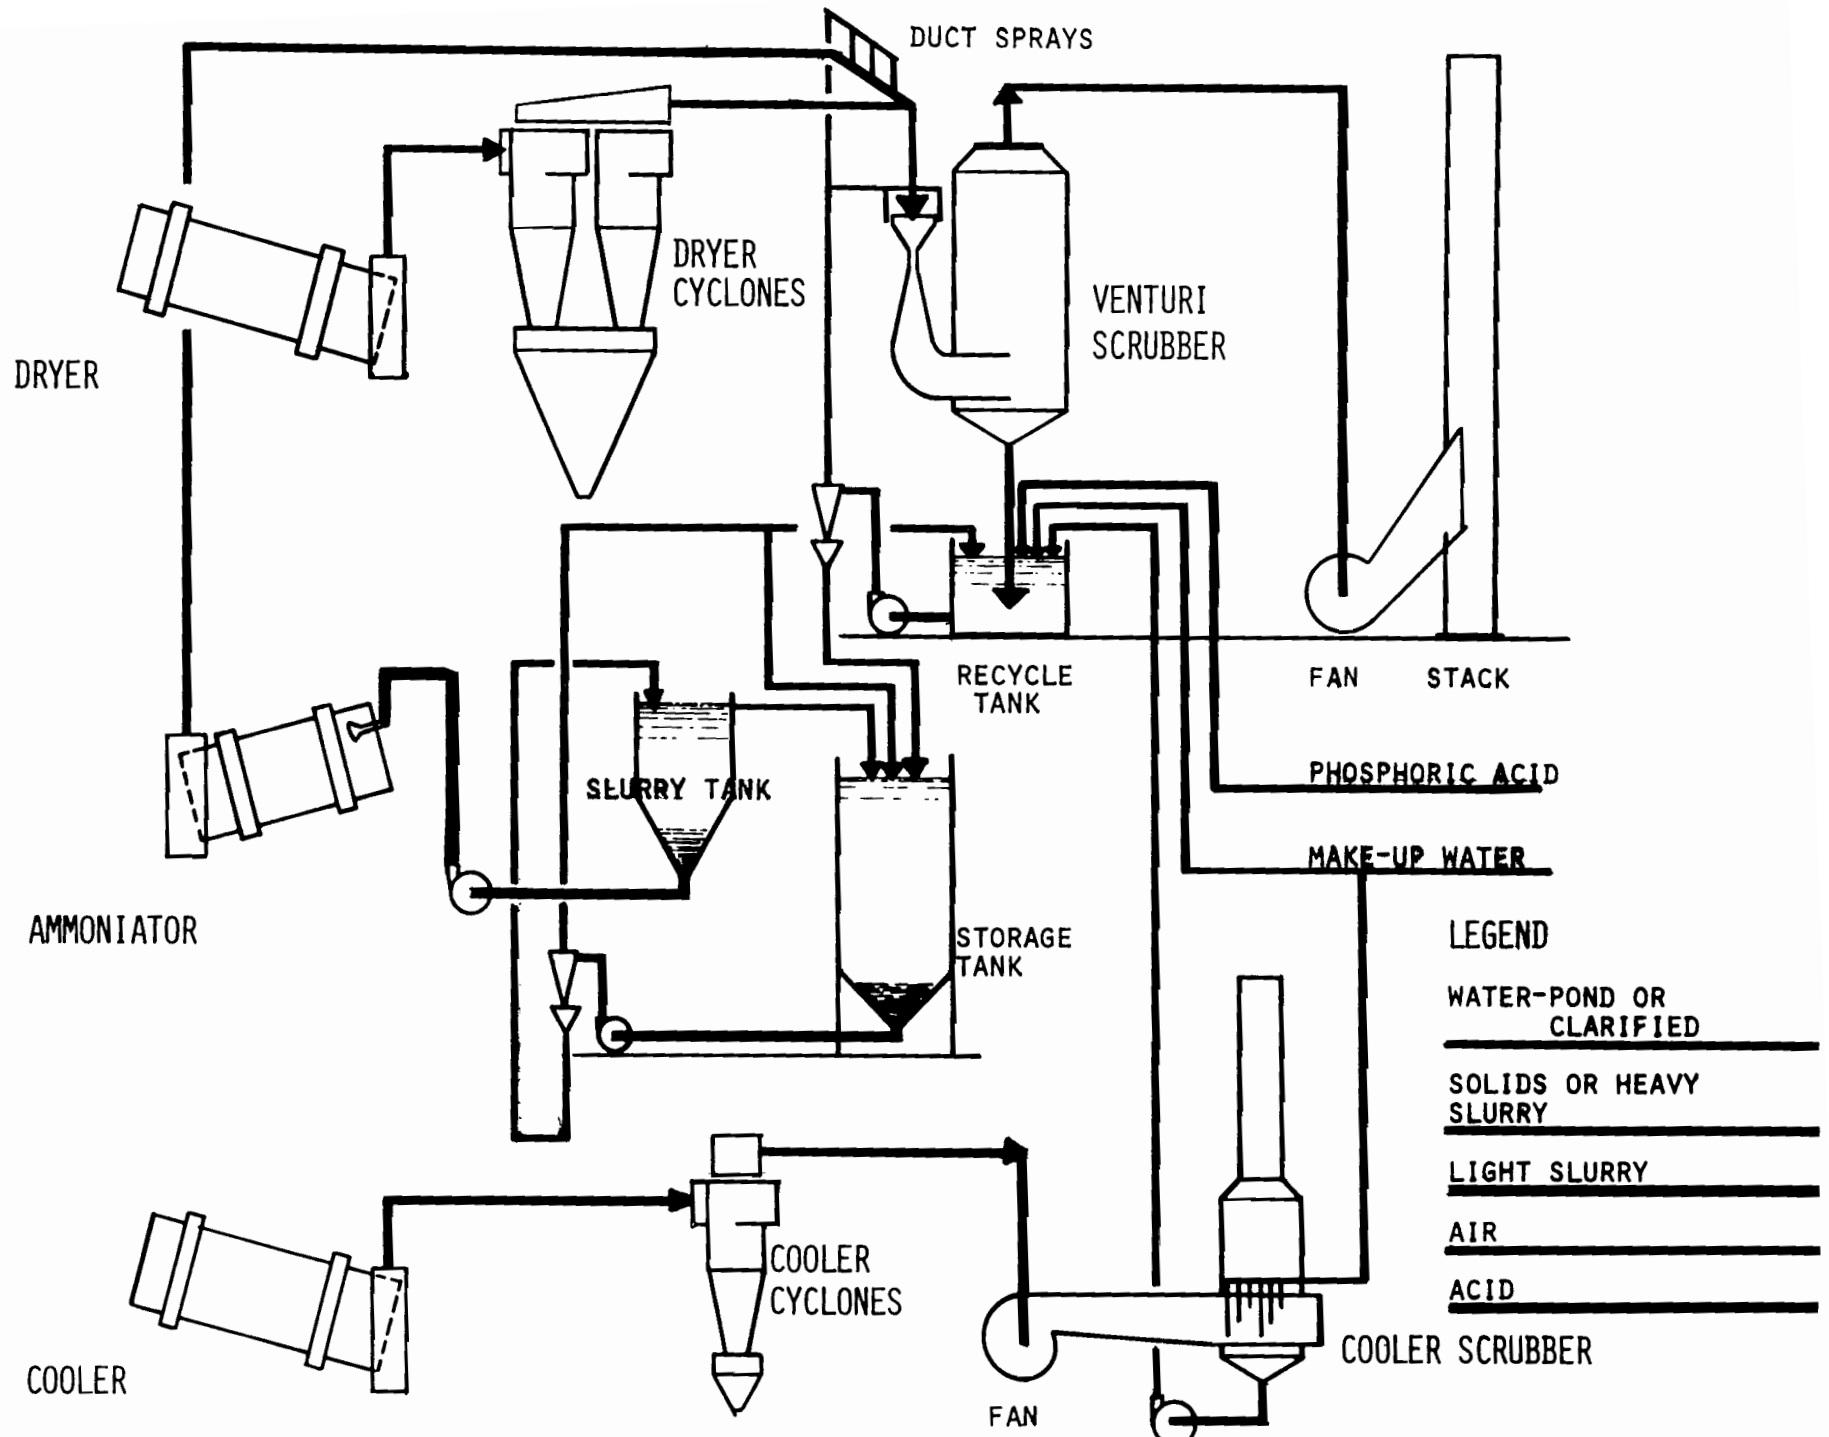 DUCT SPRAYS
DRYER
CYCLONES
VENTURI
SCRUBBER
DRYER
RECYCLE
TANK
FAN
STACK
SLURRY TANK
PHOSPHORIC ACID
MAKE-UP WATER
AMMONIATOR
STORAGE
TANK
LEGEND
WATER-POND OR
CLARIFIED
SOLIDS OR HEAVY
SLURRY
LIGHT SLURRY
AIR
ACID
COOLER
CYCLONES
COOLER SCRUBBER
COOLER
FAN